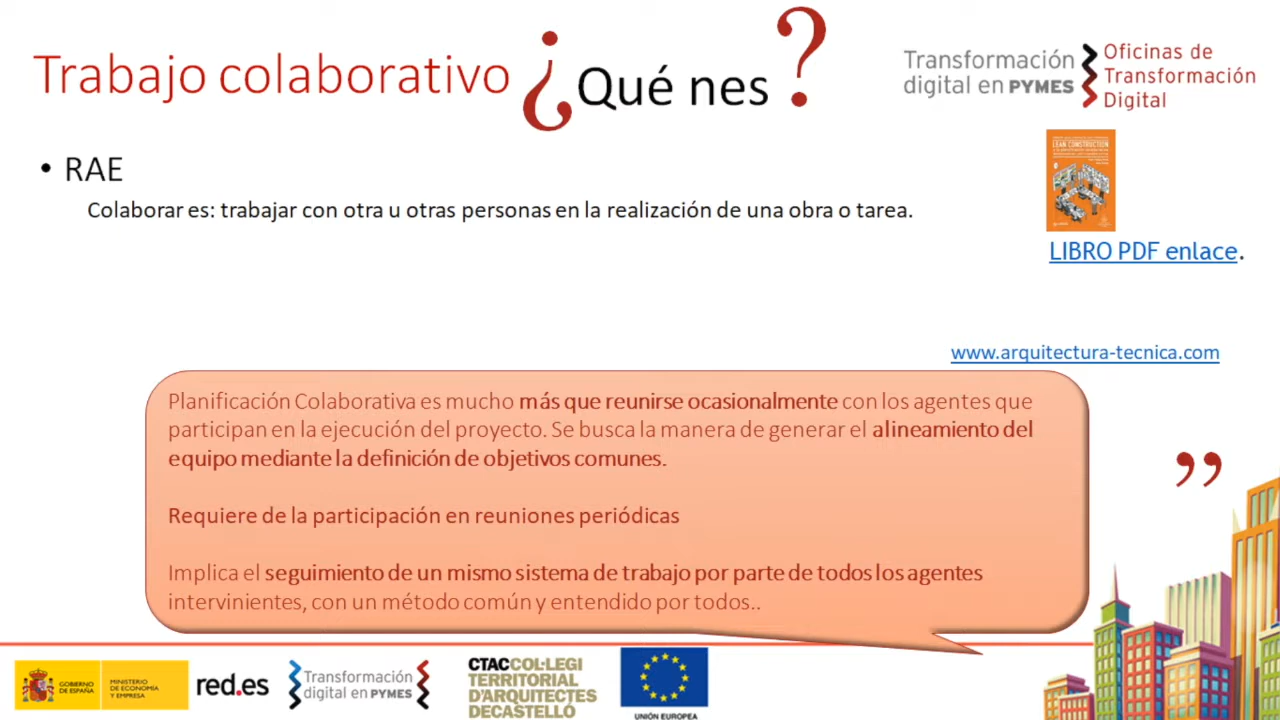 Trabajo colaborativo ¿Qué nes?
Transformación
digital en PYMES
Oficinas de
Transformación
Digital
• RAE
Colaborar es: trabajar con otra u otras personas en la realización de una obra o tarea.
LEAN CONSTRUCTION
LIBRO PDF enlace.
www.arquitectura-tecnica.com
Planificación Colaborativa es mucho más que reunirse ocasionalmente con los agentes que
participan en la ejecución del proyecto. Se busca la manera de generar el alineamiento del
equipo mediante la definición de objetivos comunes.
Requiere de la participación en reuniones periódicas
Implica el seguimiento de un mismo sistema de trabajo por parte de todos los agentes
intervinientes, con un método común y entendido por todos..
”
GOBIERNO
DE ESPAÑA
MINISTERIO
DE ECONOMÍA
Y EMPRESA
red.es
Transformación
digital en PYMES
CTAC COL·LEGI
TERRITORIAL
D'ARQUITECTES
DECASTELLÓ
UNIÓN EUROPEA